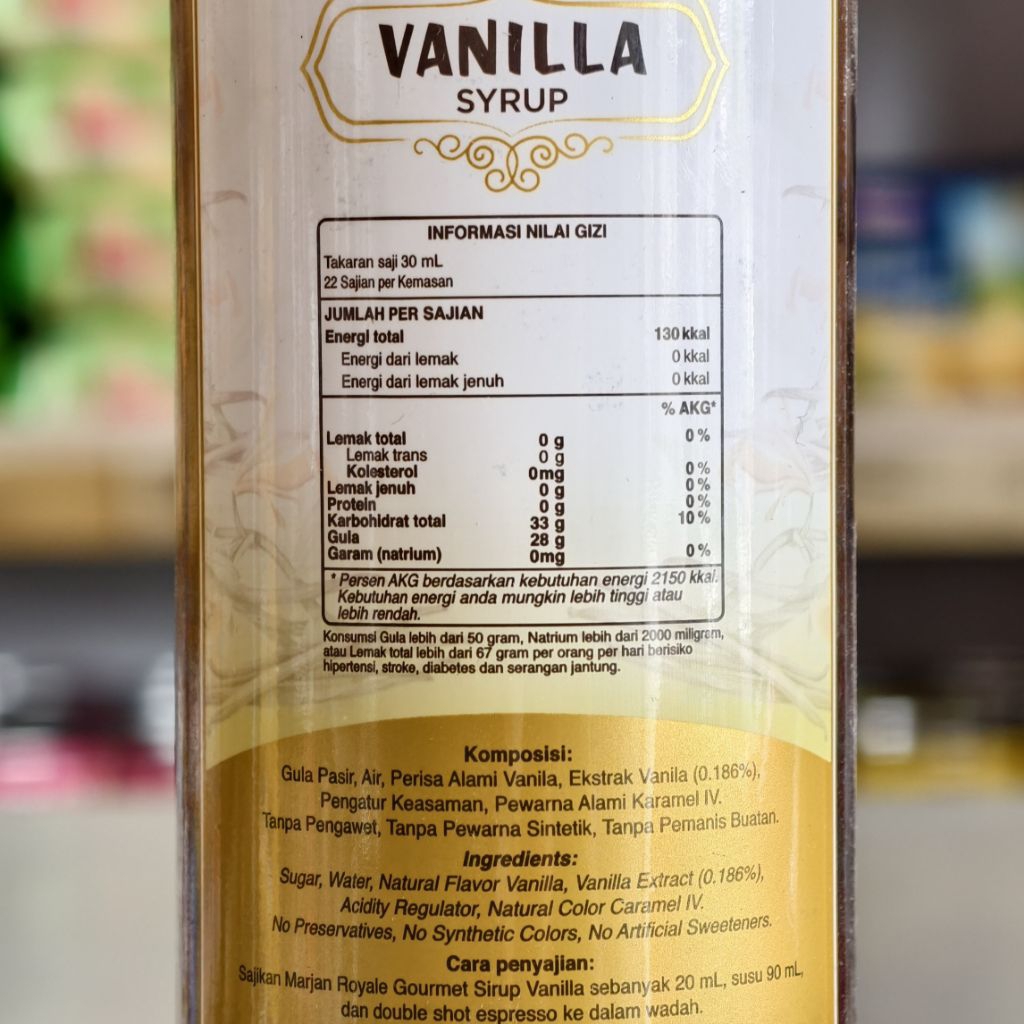 VANILLA
SYRUP
INFORMASI NILAI GIZI
Takaran saji 30 mL
22 Sajian per Kemasan
JUMLAH PER SAJIAN
Energi total 130 kkal
Energi dari lemak 0 kkal
Energi dari lemak jenuh 0 kkal
% AKG*
Lemak total 0 g 0 %
Lemak trans 0 g
Kolesterol 0mg 0 %
Lemak jenuh 0 g 0 %
Protein 0 g 0 %
Karbohidrat total 33 g 10 %
Gula 28 g
Garam (natrium) 0mg 0 %
* Persen AKG berdasarkan kebutuhan energi 2150 kkal.
Kebutuhan energi anda mungkin lebih tinggi atau
lebih rendah.
Konsumsi Gula lebih dari 50 gram, Natrium lebih dari 2000 miligram,
atau Lemak total lebih dari 67 gram per orang per hari berisiko
hipertensi, stroke, diabetes dan serangan jantung.
Komposisi:
Gula Pasir, Air, Perisa Alami Vanila, Ekstrak Vanila (0.186%),
Pengatur Keasaman, Pewarna Alami Karamel IV.
Tanpa Pengawet, Tanpa Pewarna Sintetik, Tanpa Pemanis Buatan.
Ingredients:
Sugar, Water, Natural Flavor Vanilla, Vanilla Extract (0.186%),
Acidity Regulator, Natural Color Caramel IV.
No Preservatives, No Synthetic Colors, No Artificial Sweeteners.
Cara penyajian:
Sajikan Marjan Royale Gourmet Sirup Vanilla sebanyak 20 mL, susu 90 mL,
dan double shot espresso ke dalam wadah.